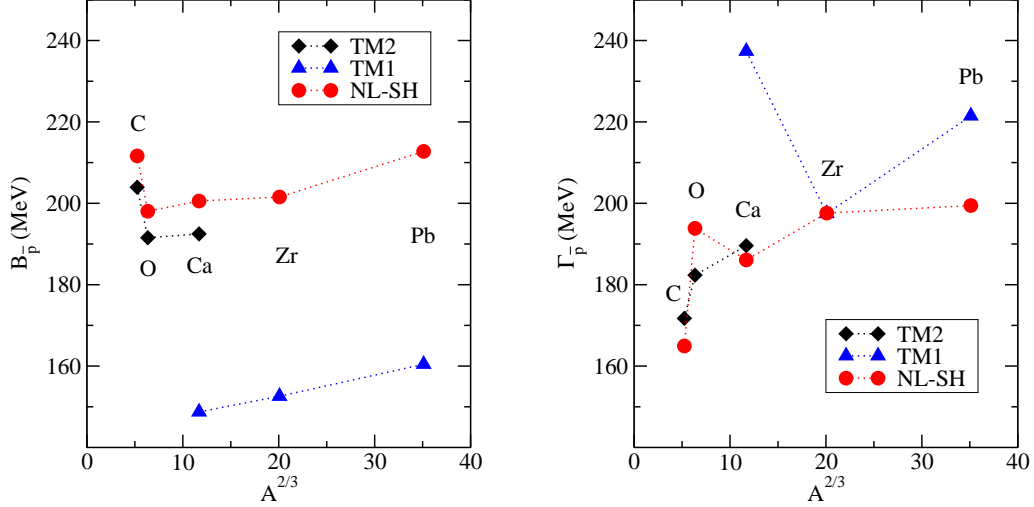 240
220
200
180
160
B_p̄ (MeV)
C
O
Ca
Zr
Pb
TM2
TM1
NL-SH
0
10
20
30
40
A^2/3
240
220
200
180
160
Γ_p̄ (MeV)
C
O
Ca
Zr
Pb
TM2
TM1
NL-SH
0
10
20
30
40
A^2/3